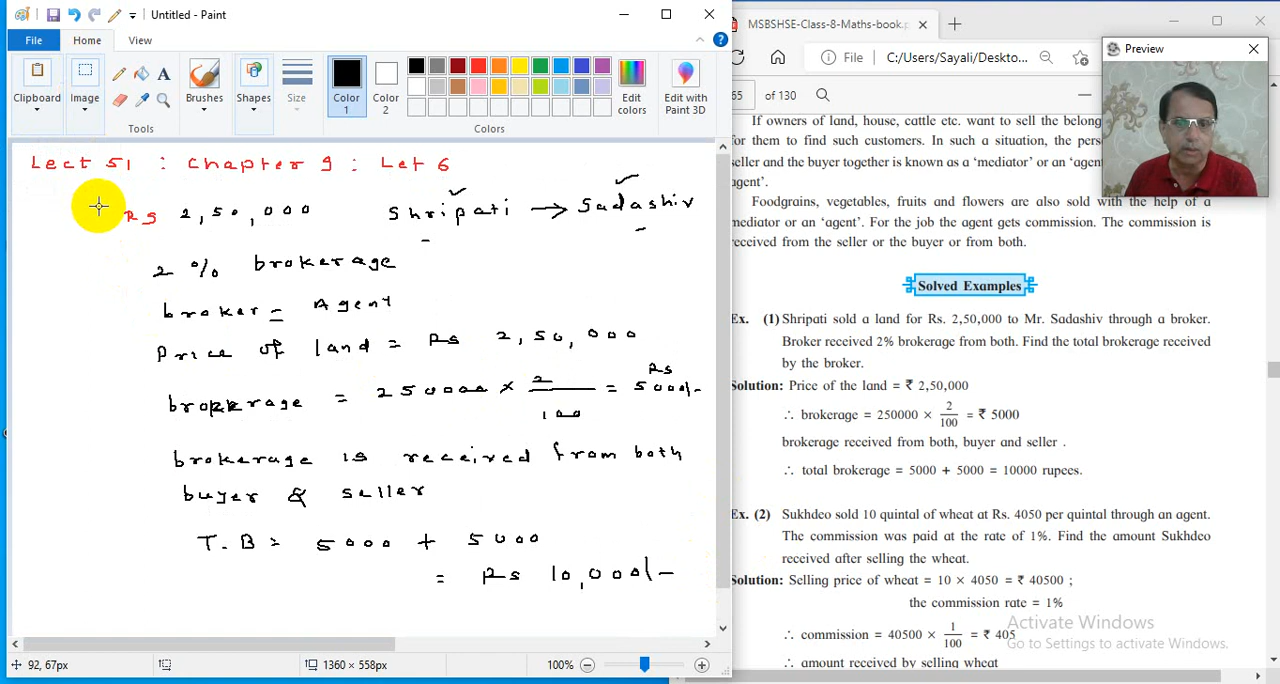 Untitled - Paint
File
Home
View
Clipboard
Image
Tools
Brushes
Shapes
Size
Color 1
Color 2
Colors
Edit colors
Edit with Paint 3D
Lect 51 : Chapter 9 : Let 6
Rs 2,50,000 Shripati → Sadashiv
2 % brokerage
broker = Agent
Price of land = Rs 2,50,000
brokerage = 250000 × 2/100 = Rs 5000/-
brokerage is received from both
buyer & seller
T.B = 5000 + 5000
= Rs 10,000/-
92, 67px
1360 × 558px
100%
MSBSHSE-Class-8-Maths-book.
File
C:/Users/Sayali/Deskto...
65 of 130
Preview
If owners of land, house, cattle etc. want to sell the belong
for them to find such customers. In such a situation, the pers
seller and the buyer together is known as a 'mediator' or an 'agen
agent'.
Foodgrains, vegetables, fruits and flowers are also sold with the help of a
mediator or an 'agent'. For the job the agent gets commission. The commission is
received from the seller or the buyer or from both.
Solved Examples
Ex. (1) Shripati sold a land for Rs. 2,50,000 to Mr. Sadashiv through a broker.
Broker received 2% brokerage from both. Find the total brokerage received
by the broker.
Solution: Price of the land = ₹ 2,50,000
∴ brokerage = 250000 × 2/100 = ₹ 5000
brokerage received from both, buyer and seller .
∴ total brokerage = 5000 + 5000 = 10000 rupees.
Ex. (2) Sukhdeo sold 10 quintal of wheat at Rs. 4050 per quintal through an agent.
The commission was paid at the rate of 1%. Find the amount Sukhdeo
received after selling the wheat.
Solution: Selling price of wheat = 10 × 4050 = ₹ 40500 ;
the commission rate = 1%
∴ commission = 40500 × 1/100 = ₹ 405
∴ amount received by selling wheat
Activate Windows
Go to Settings to activate Windows.